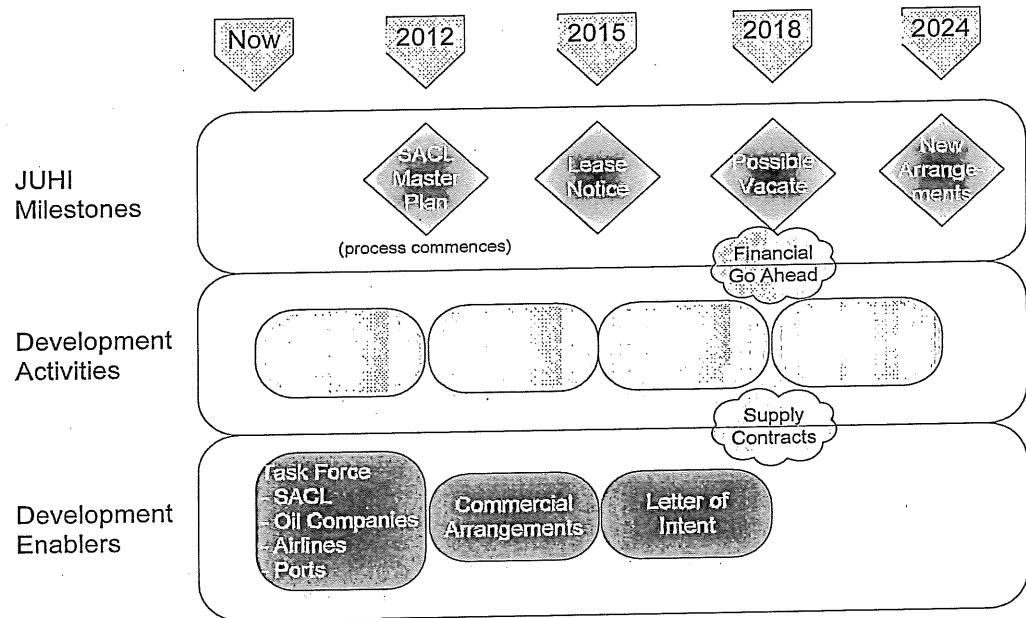 Now
2012
2015
2018
2024
JUHI
Milestones
SACL
Master
Plan
(process commences)
Lease
Notice
Possible
Vacate
New
Arrange-
ments
Financial
Go Ahead
Development
Activities
Supply
Contracts
Development
Enablers
Task Force
- SACL
- Oil Companies
- Airlines
- Ports
Commercial
Arrangements
Letter of
Intent